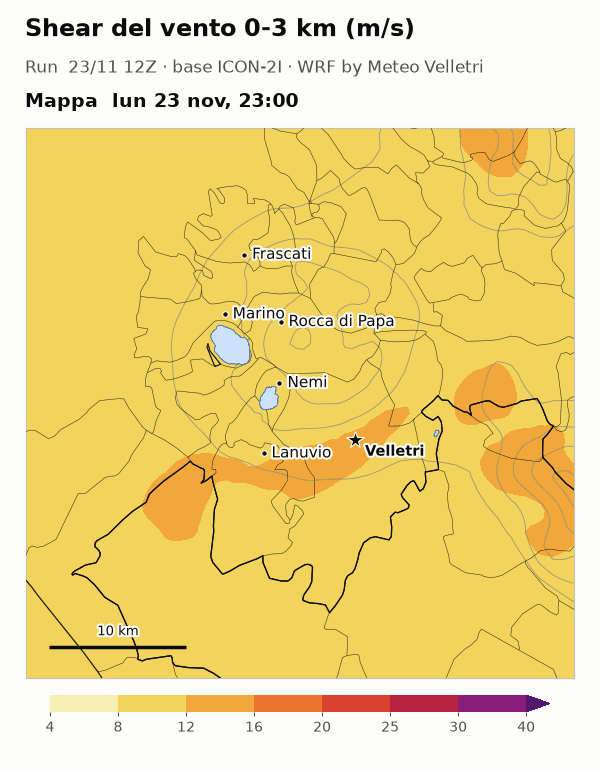 Shear del vento 0-3 km (m/s)
Run  23/11 12Z · base ICON-2I · WRF by Meteo Velletri
Mappa  lun 23 nov, 23:00
Frascati
Marino
Rocca di Papa
Nemi
Velletri
Lanuvio
10 km
4 8 12 16 20 25 30 40